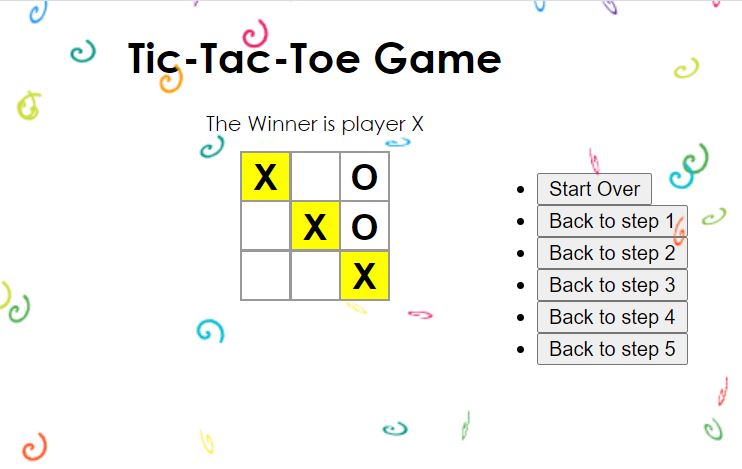 Tic-Tac-Toe Game
The Winner is player X
X O
X O
X
Start Over
Back to step 1
Back to step 2
Back to step 3
Back to step 4
Back to step 5